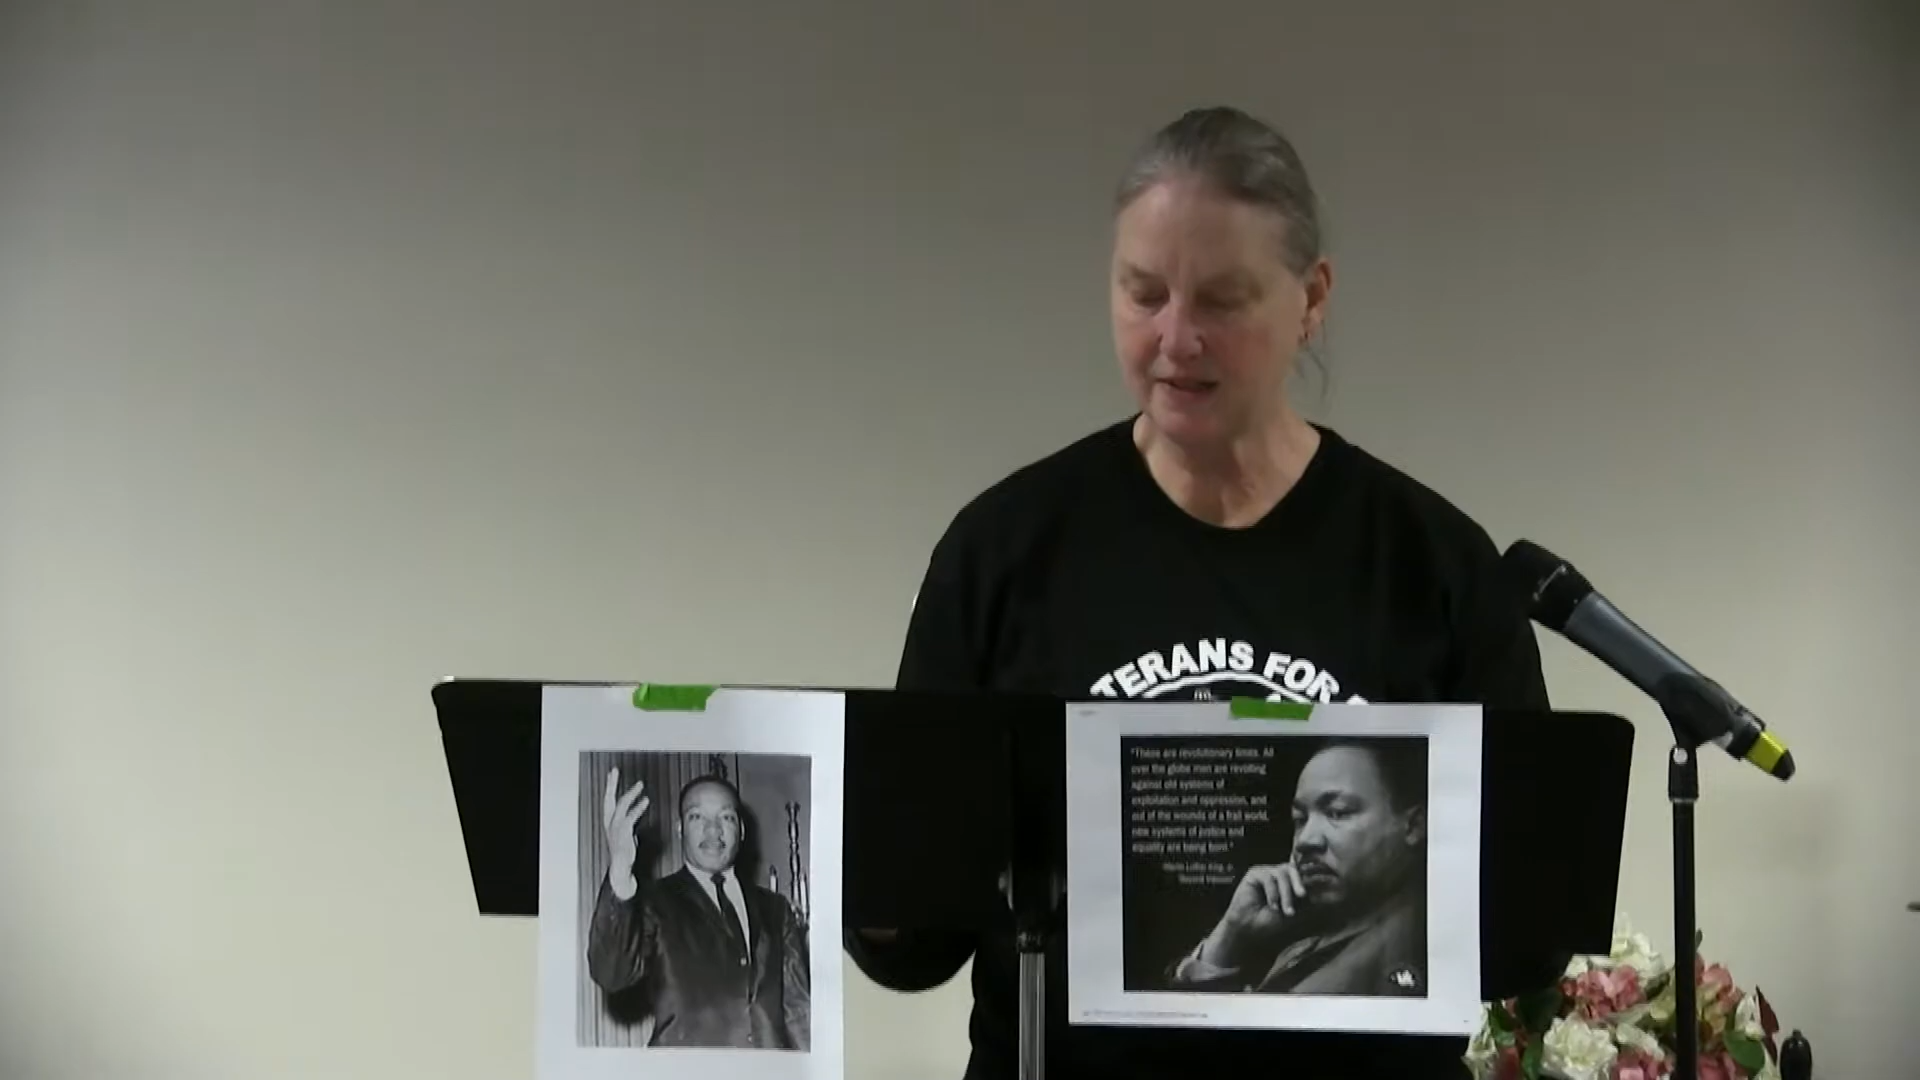 TERANS FOR
"These are revolutionary times. All
over the globe men are revolting
against old systems of
exploitation and oppression, and
out of the wounds of a frail world,
new systems of justice and
equality are being born."
Martin Luther King, Jr.
"Beyond Vietnam"